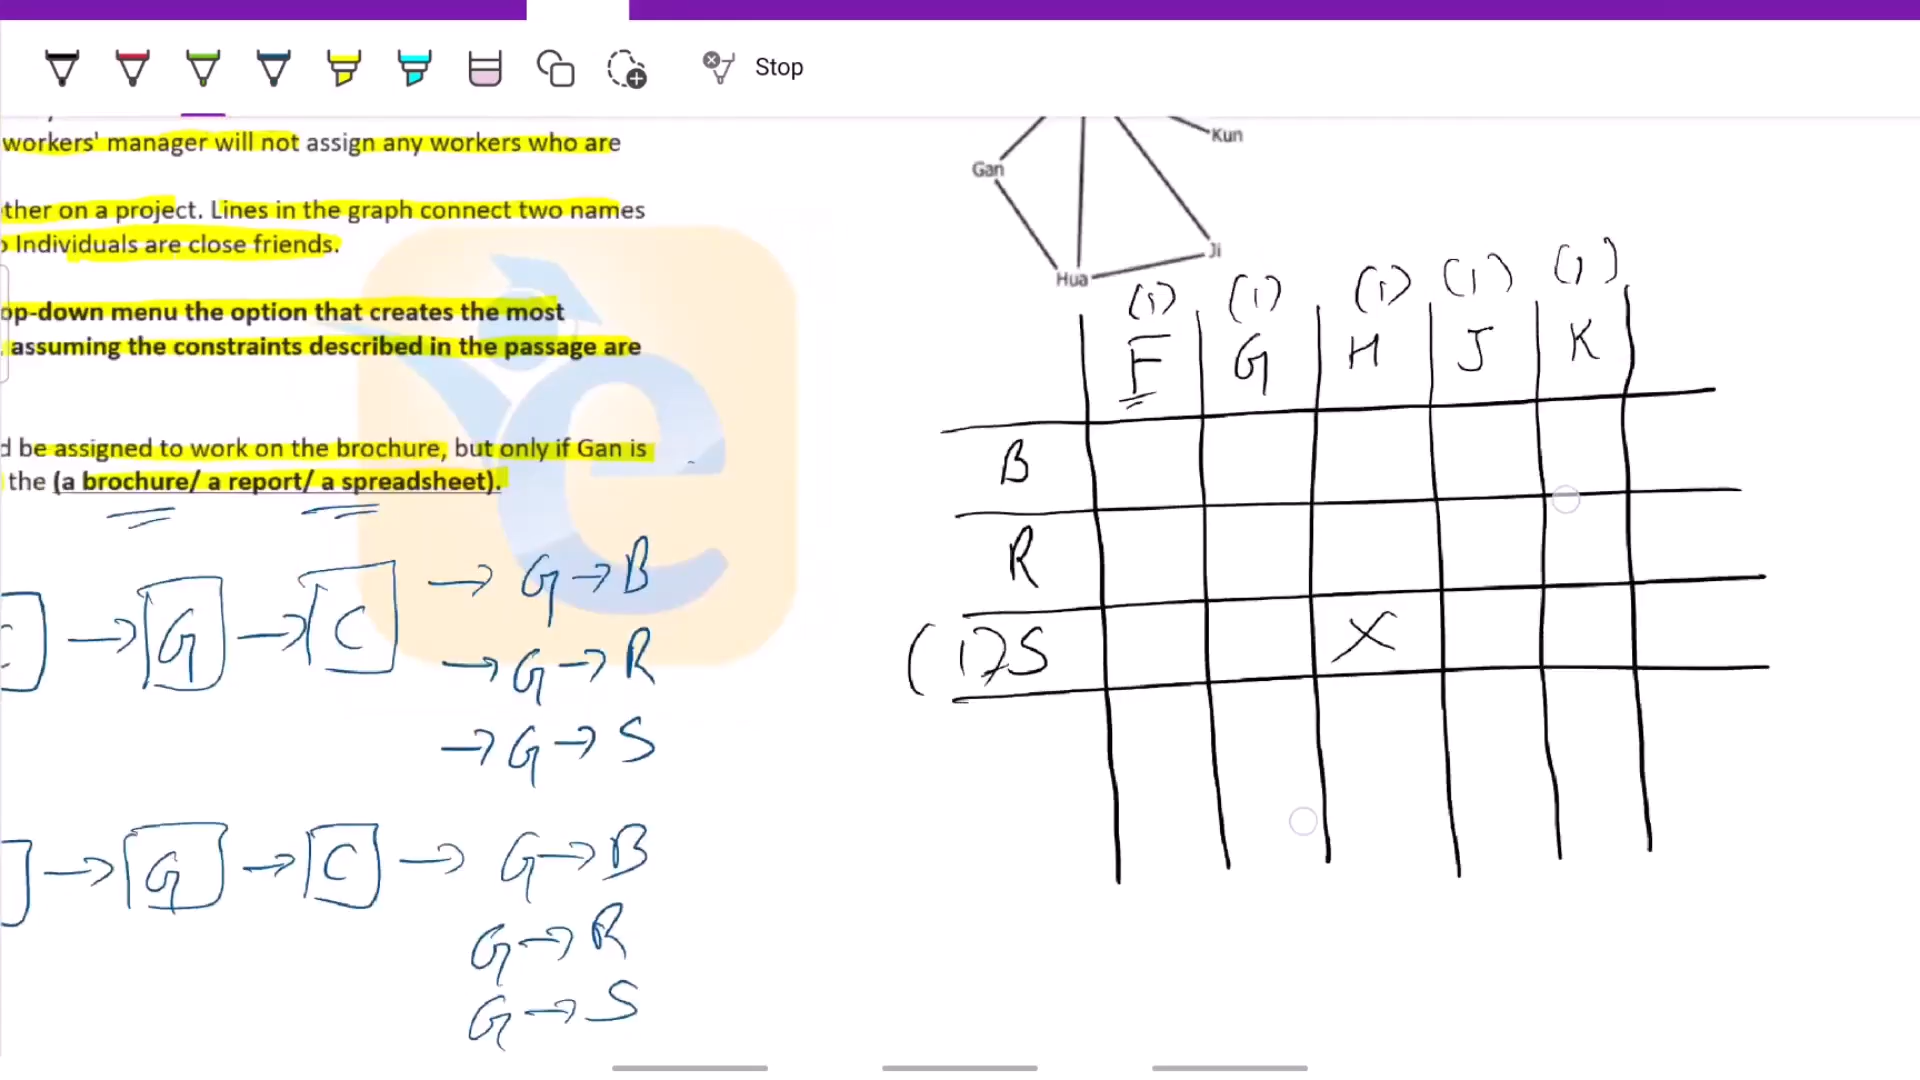 Stop
workers' manager will not assign any workers who are
ther on a project. Lines in the graph connect two names
Individuals are close friends.
op-down menu the option that creates the most
assuming the constraints described in the passage are
be assigned to work on the brochure, but only if Gan is
the (a brochure/ a report/ a spreadsheet).
→ G → C → G → B
→ G → R
→ G → S
→ G → C → G → B
G → R
G → S
Kun
Gan
Ji
Hua
(1) (1) (1) (1) (1)
F G H J K
B
R
(1) S X